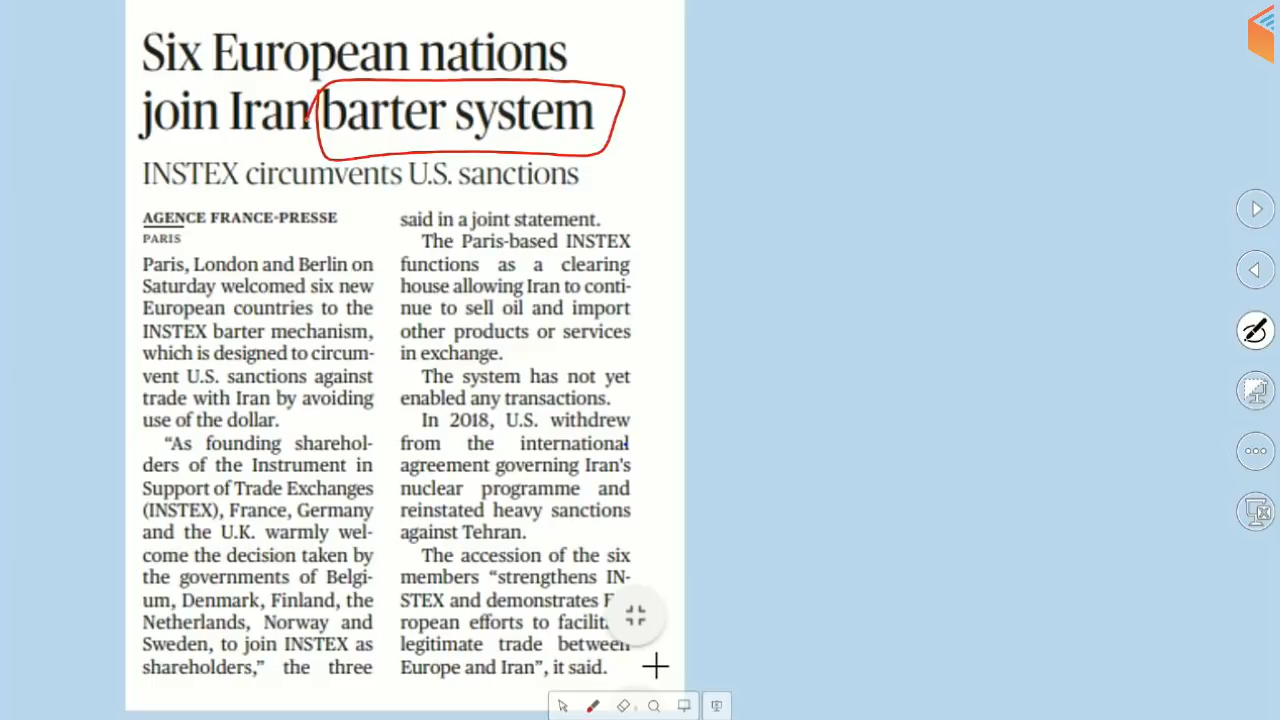 Six European nations
join Iran barter system
INSTEX circumvents U.S. sanctions
AGENCE FRANCE-PRESSE
PARIS
Paris, London and Berlin on
Saturday welcomed six new
European countries to the
INSTEX barter mechanism,
which is designed to circum-
vent U.S. sanctions against
trade with Iran by avoiding
use of the dollar.
“As founding sharehol-
ders of the Instrument in
Support of Trade Exchanges
(INSTEX), France, Germany
and the U.K. warmly wel-
come the decision taken by
the governments of Belgi-
um, Denmark, Finland, the
Netherlands, Norway and
Sweden, to join INSTEX as
shareholders,” the three
said in a joint statement.
The Paris-based INSTEX
functions as a clearing
house allowing Iran to conti-
nue to sell oil and import
other products or services
in exchange.
The system has not yet
enabled any transactions.
In 2018, U.S. withdrew
from the international
agreement governing Iran's
nuclear programme and
reinstated heavy sanctions
against Tehran.
The accession of the six
members “strengthens IN-
STEX and demonstrates
ropean efforts to
legitimate trade between
Europe and Iran”, it said.